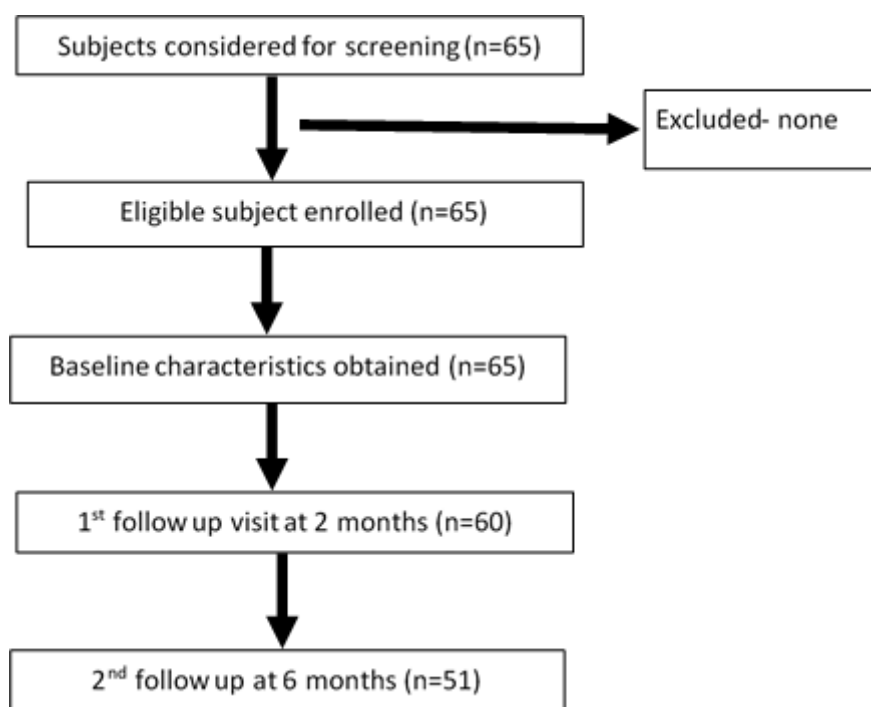 Subjects considered for screening (n=65)
Excluded- none
Eligible subject enrolled (n=65)
Baseline characteristics obtained (n=65)
1st follow up visit at 2 months (n=60)
2nd follow up at 6 months (n=51)